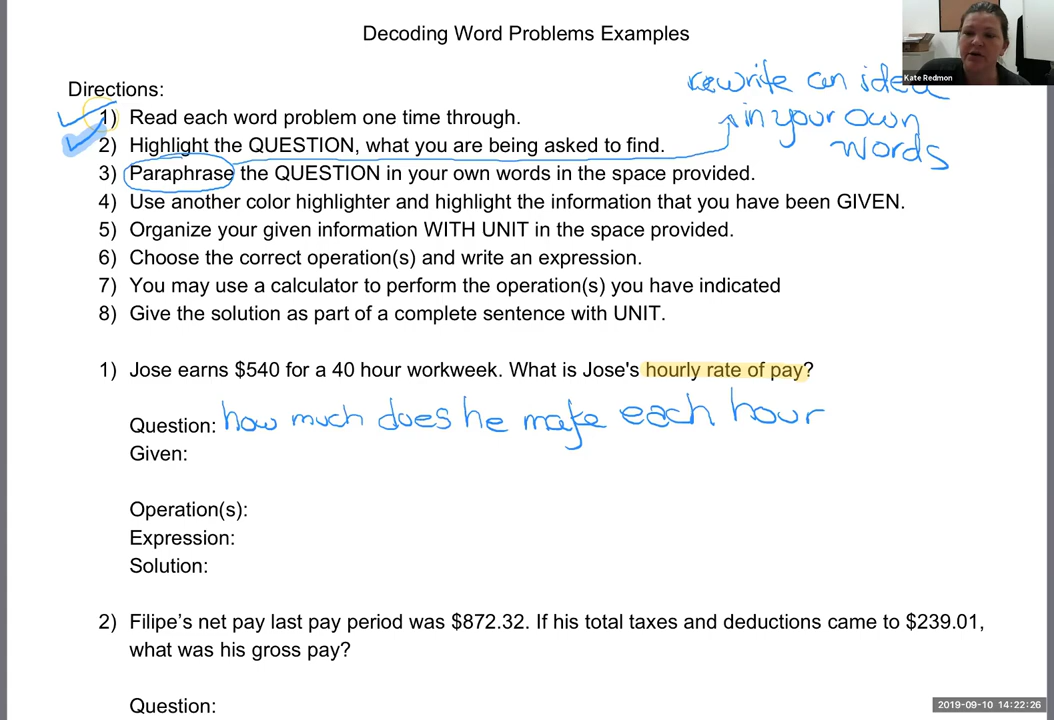 Decoding Word Problems Examples
Kate Redmon
Directions:
rewrite an idea
in your own
words
1) Read each word problem one time through.
2) Highlight the QUESTION, what you are being asked to find.
3) Paraphrase the QUESTION in your own words in the space provided.
4) Use another color highlighter and highlight the information that you have been GIVEN.
5) Organize your given information WITH UNIT in the space provided.
6) Choose the correct operation(s) and write an expression.
7) You may use a calculator to perform the operation(s) you have indicated
8) Give the solution as part of a complete sentence with UNIT.
1) Jose earns $540 for a 40 hour workweek. What is Jose's hourly rate of pay?
Question: how much does he make each hour
Given:
Operation(s):
Expression:
Solution:
2) Filipe’s net pay last pay period was $872.32. If his total taxes and deductions came to $239.01,
what was his gross pay?
Question:
2019-09-10 14:22:26